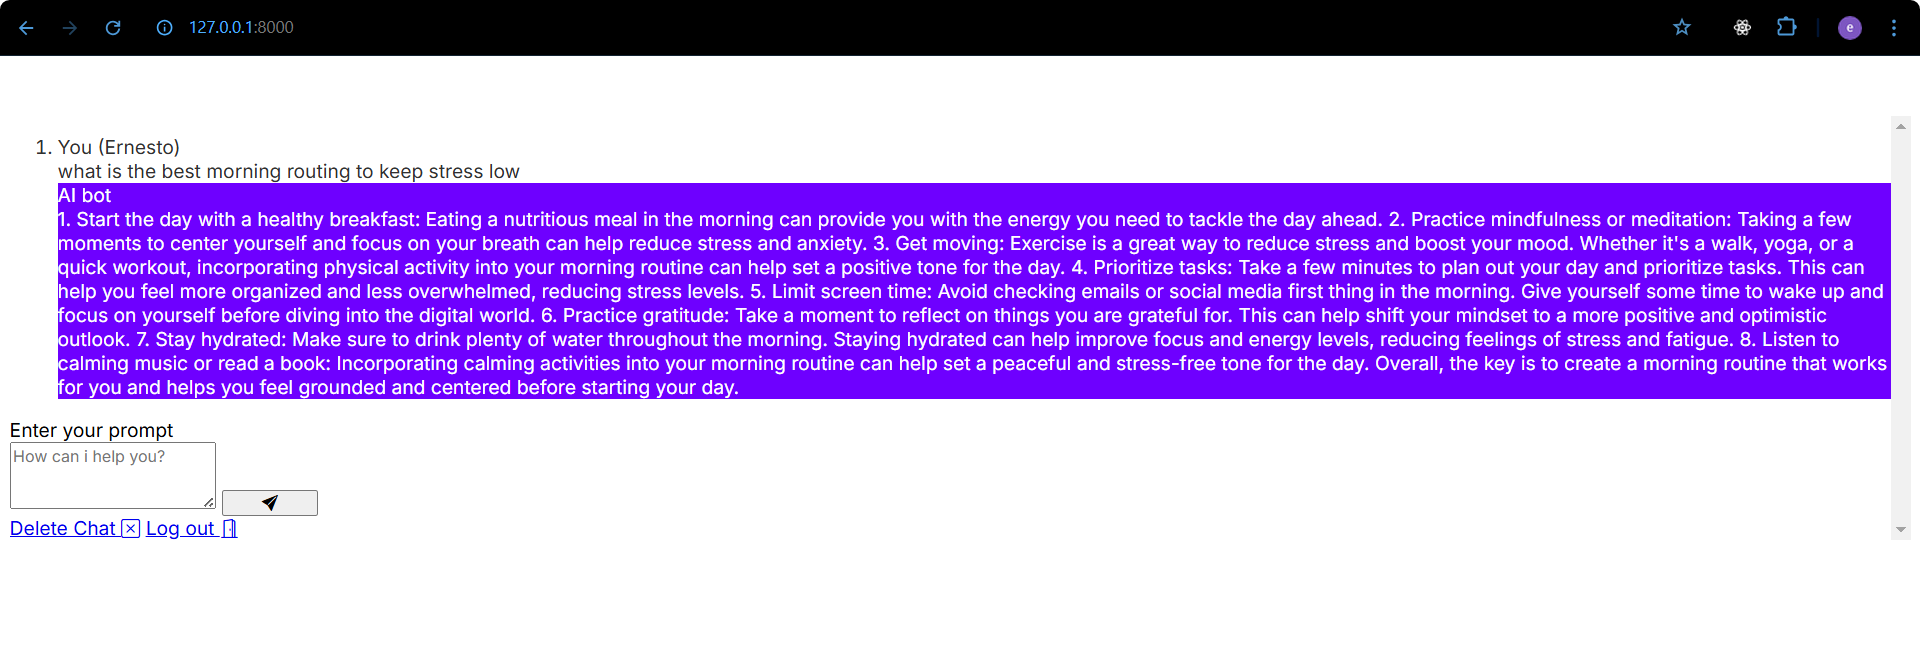 127.0.0.1:8000
e
1. You (Ernesto)
what is the best morning routing to keep stress low
AI bot
1. Start the day with a healthy breakfast: Eating a nutritious meal in the morning can provide you with the energy you need to tackle the day ahead. 2. Practice mindfulness or meditation: Taking a few
moments to center yourself and focus on your breath can help reduce stress and anxiety. 3. Get moving: Exercise is a great way to reduce stress and boost your mood. Whether it's a walk, yoga, or a
quick workout, incorporating physical activity into your morning routine can help set a positive tone for the day. 4. Prioritize tasks: Take a few minutes to plan out your day and prioritize tasks. This can
help you feel more organized and less overwhelmed, reducing stress levels. 5. Limit screen time: Avoid checking emails or social media first thing in the morning. Give yourself some time to wake up and
focus on yourself before diving into the digital world. 6. Practice gratitude: Take a moment to reflect on things you are grateful for. This can help shift your mindset to a more positive and optimistic
outlook. 7. Stay hydrated: Make sure to drink plenty of water throughout the morning. Staying hydrated can help improve focus and energy levels, reducing feelings of stress and fatigue. 8. Listen to
calming music or read a book: Incorporating calming activities into your morning routine can help set a peaceful and stress-free tone for the day. Overall, the key is to create a morning routine that works
for you and helps you feel grounded and centered before starting your day.
Enter your prompt
How can i help you?
Delete Chat Log out